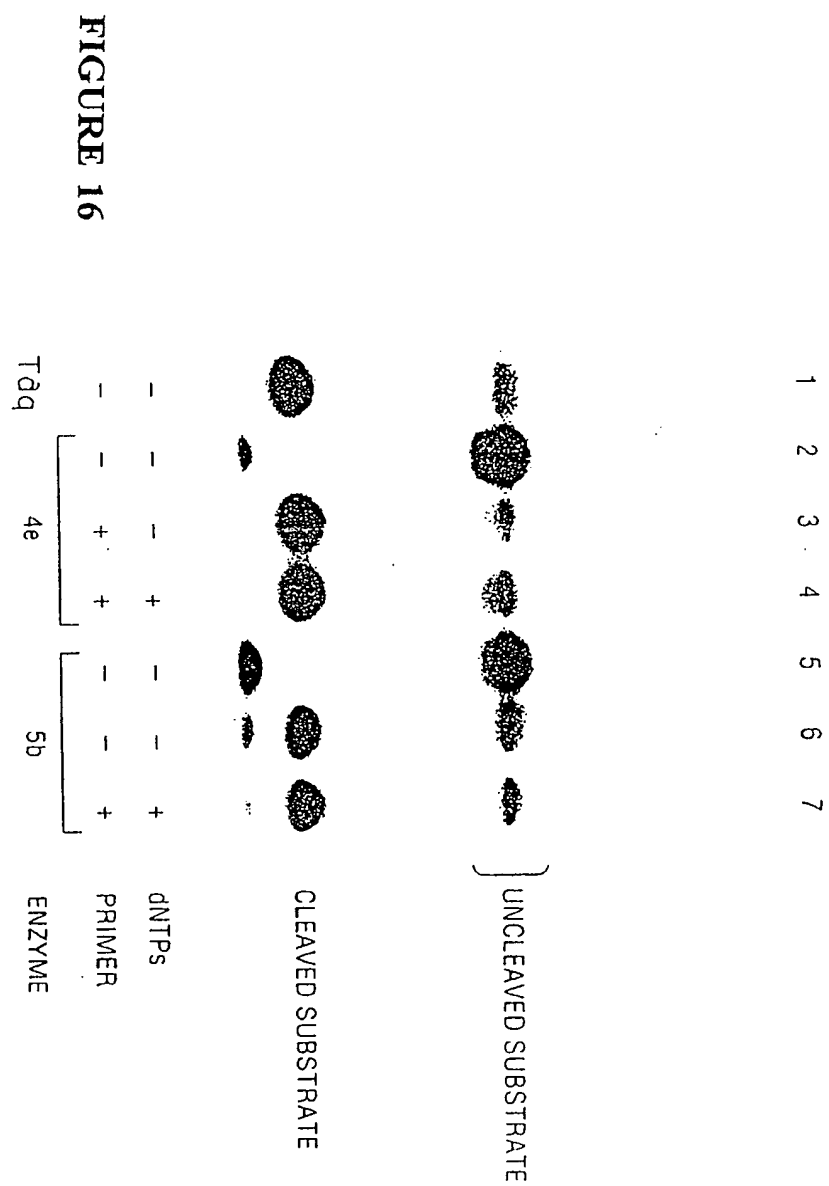 1 2 3 4 5 6 7
UNCLEAVED SUBSTRATE
CLEAVED SUBSTRATE
− − − + − − + dNTPs
− − + + − − + PRIMER
Taq 4e 5b ENZYME
FIGURE 16